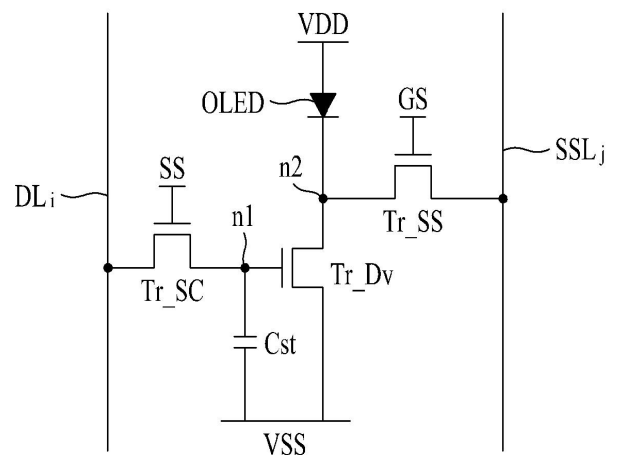 VDD
OLED
GS
SSLj
SS
n2
DLi
n1
Tr_SS
Tr_SC
Tr_Dv
Cst
VSS